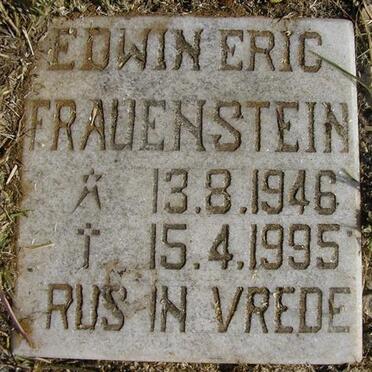 EDWIN ERIC
FRAUENSTEIN
13.8.1946
15.4.1995
RUS IN VREDE